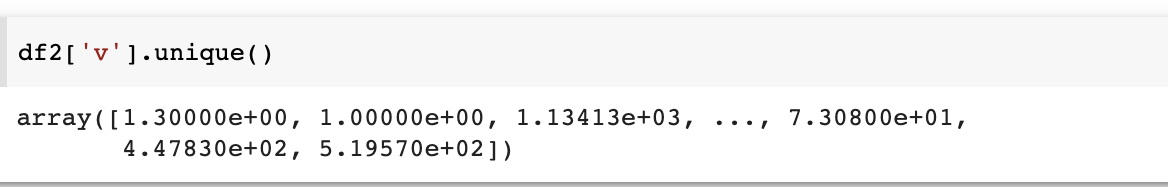 df2['v'].unique()
array([1.30000e+00, 1.00000e+00, 1.13413e+03, ..., 7.30800e+01,
4.47830e+02, 5.19570e+02])